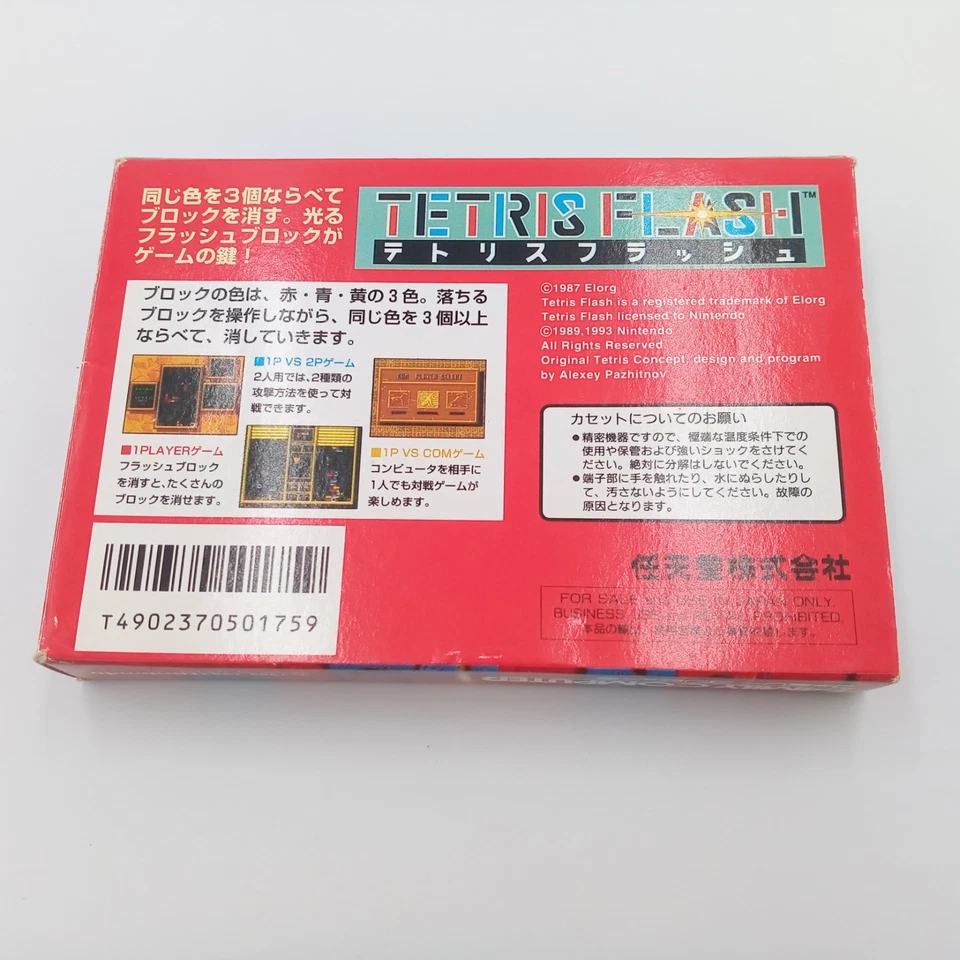 同じ色を3個ならべて
ブロックを消す。光る
フラッシュブロックが
ゲームの鍵!
TETRIS FLASH™
テトリスフラッシュ
ブロックの色は、赤・青・黄の3色。落ちる
ブロックを操作しながら、同じ色を3個以上
ならべて、消していきます。
■1P VS 2Pゲーム
2人用では、2種類の
攻撃方法を使って対
戦できます。
■1PLAYERゲーム
フラッシュブロック
を消すと、たくさんの
ブロックを消せます。
■1P VS COMゲーム
コンピュータを相手に
1人でも対戦ゲームが
楽しめます。
©1987 Elorg
Tetris Flash is a registered trademark of Elorg
Tetris Flash licensed to Nintendo
©1989,1993 Nintendo
All Rights Reserved.
Original Tetris Concept, design and program
by Alexey Pazhitnov.
カセットについてのお願い
●精密機器ですので、極端な温度条件下での
使用や保管および強いショックをさけてく
ださい。絶対に分解はしないでください。
●端子部に手を触れたり、水にぬらしたりし
て、汚さないようにしてください。故障の
原因となります。
任天堂株式会社
FOR SALE AND USE IN JAPAN ONLY.
BUSINESS USE PROHIBITED.
本品の輸出、
T4902370501759
COMPUTER